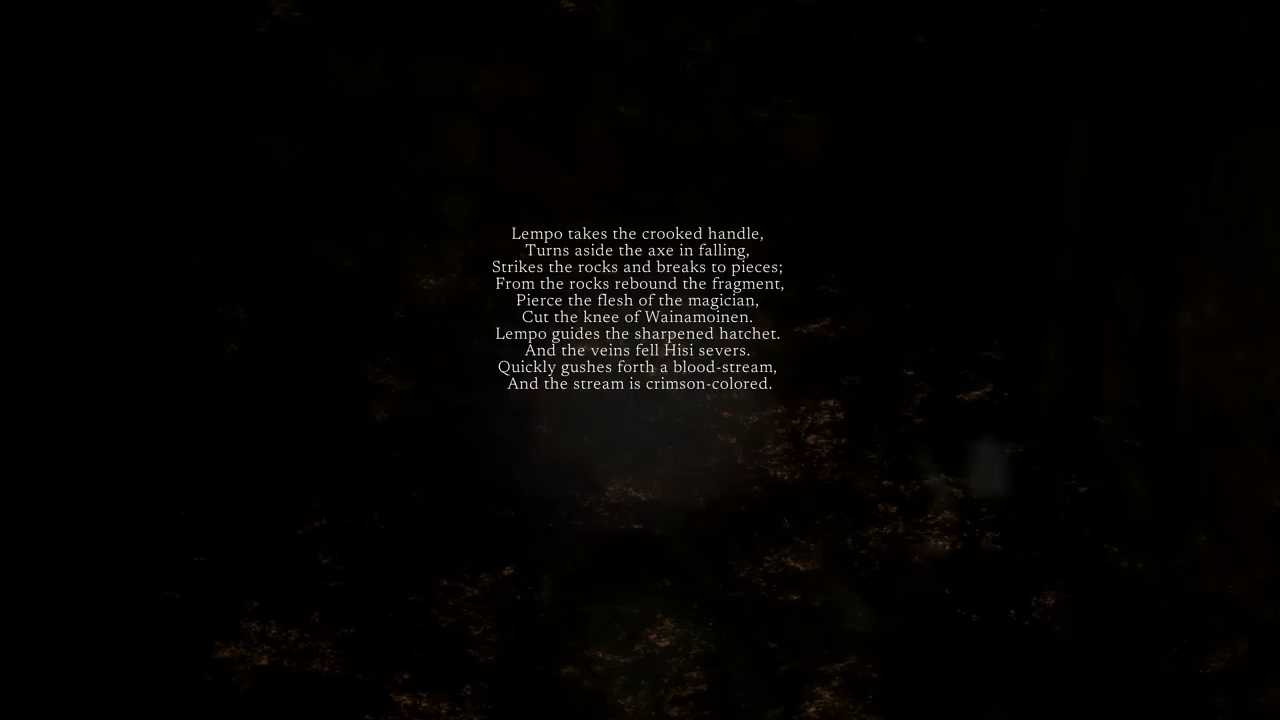 Lempo takes the crooked handle,
Turns aside the axe in falling,
Strikes the rocks and breaks to pieces;
From the rocks rebound the fragment,
Pierce the flesh of the magician,
Cut the knee of Wainamoinen.
Lempo guides the sharpened hatchet.
And the veins fell Hisi severs.
Quickly gushes forth a blood-stream,
And the stream is crimson-colored.